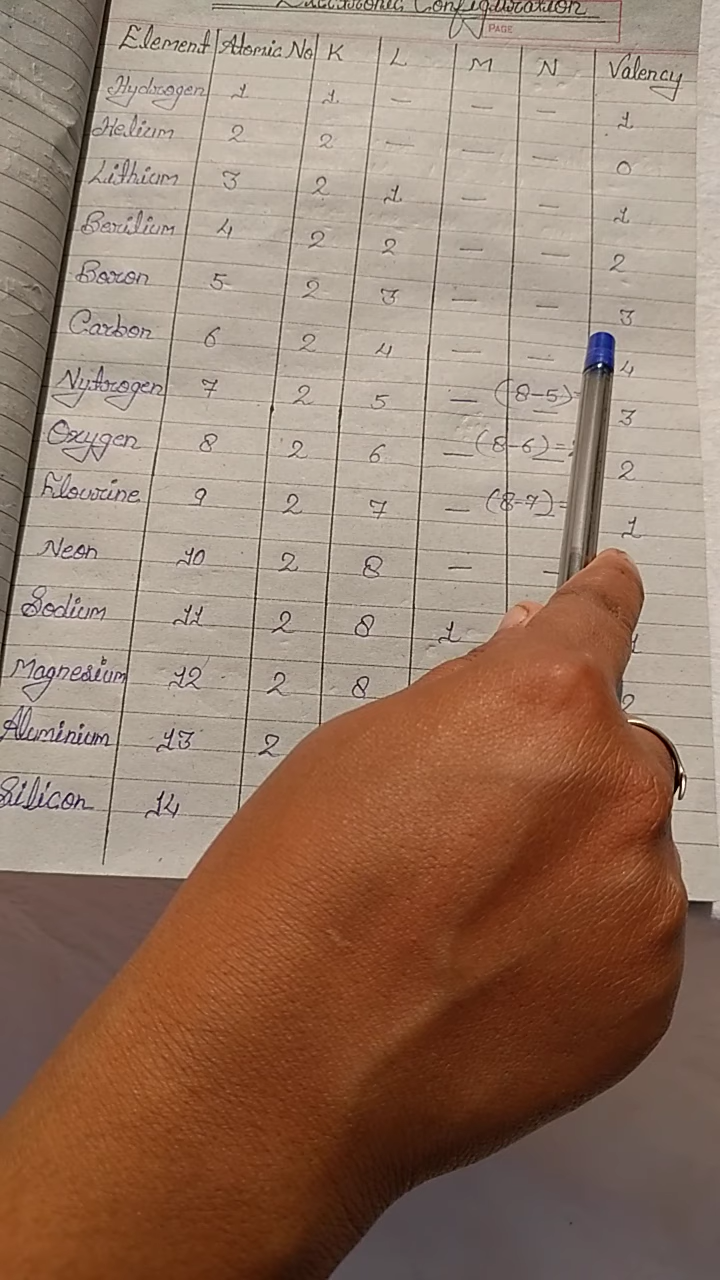 Electronic Configuration
PAGE
Element Atomic No K L M N Valency
Hydrogen 1 1 — — — 1
Helium 2 2 — — — 0
Lithium 3 2 1 — — 1
Berilium 4 2 2 — — 2
Boron 5 2 3 — — 3
Carbon 6 2 4 — — 4
Nytrogen 7 2 5 — (8-5)= 3
Oxygen 8 2 6 — (8-6)= 2
Flourine 9 2 7 — (8-7)= 1
Neon 10 2 8 — —
Sodium 11 2 8 1 1
Magnesium 12 2 8 2
Aluminium 13 2
Silicon 14